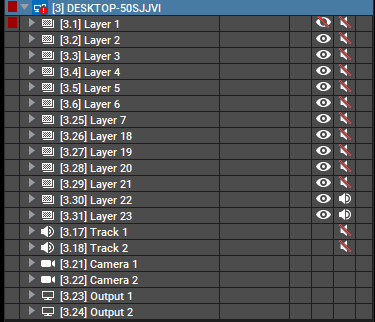 [3] DESKTOP-50SJJVI
[3.1] Layer 1
[3.2] Layer 2
[3.3] Layer 3
[3.4] Layer 4
[3.5] Layer 5
[3.6] Layer 6
[3.25] Layer 7
[3.26] Layer 18
[3.27] Layer 19
[3.28] Layer 20
[3.29] Layer 21
[3.30] Layer 22
[3.31] Layer 23
[3.17] Track 1
[3.18] Track 2
[3.21] Camera 1
[3.22] Camera 2
[3.23] Output 1
[3.24] Output 2